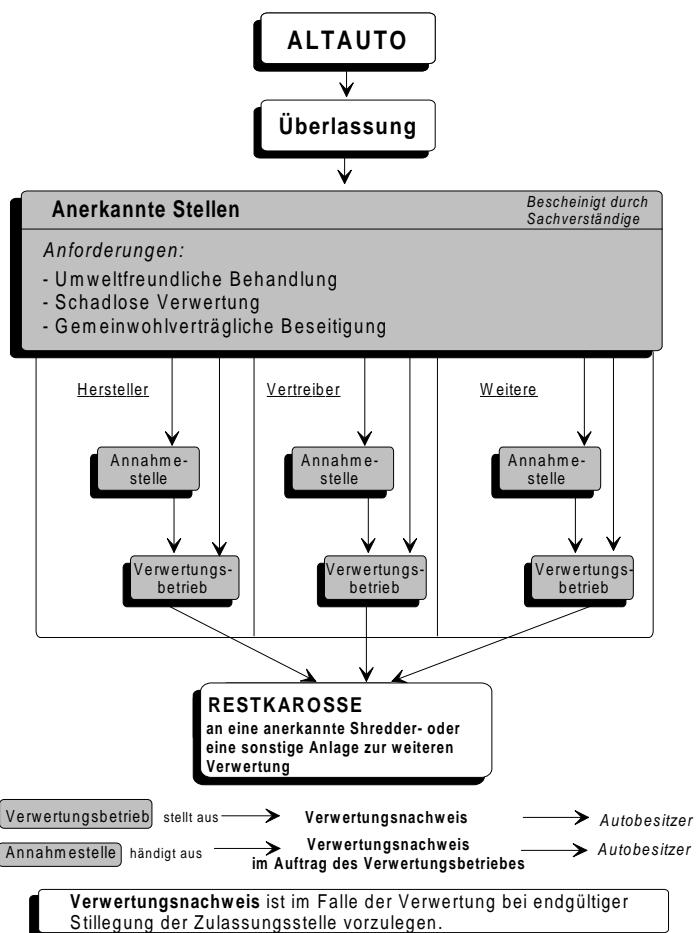 ALTAUTO
Überlassung
Anerkannte Stellen
Bescheinigt durch
Sachverständige
Anforderungen:
- Umweltfreundliche Behandlung
- Schadlose Verwertung
- Gemeinwohlverträgliche Beseitigung
Hersteller
Vertreiber
Weitere
Annahme-
stelle
Annahme-
stelle
Annahme-
stelle
Verwertungs-
betrieb
Verwertungs-
betrieb
Verwertungs-
betrieb
RESTKAROSSE
an eine anerkannte Shredder- oder
eine sonstige Anlage zur weiteren
Verwertung
Verwertungsbetrieb stellt aus Verwertungsnachweis Autobesitzer
Annahmestelle händigt aus Verwertungsnachweis Autobesitzer
im Auftrag des Verwertungsbetriebes
Verwertungsnachweis ist im Falle der Verwertung bei endgültiger
Stillegung der Zulassungsstelle vorzulegen.